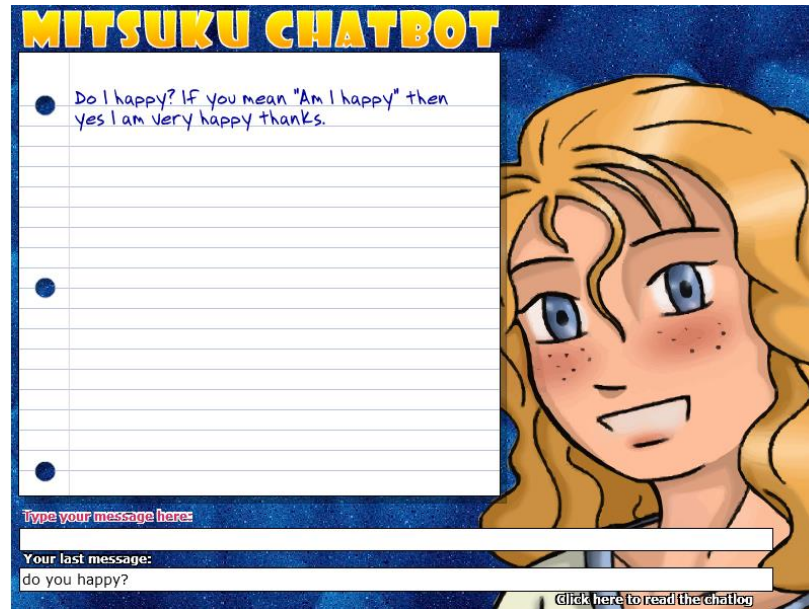 MITSUKU CHATBOT
Do I happy? If you mean "Am I happy" then
yes I am very happy thanks.
Type your message here:
Your last message:
do you happy?
Click here to read the chatlog